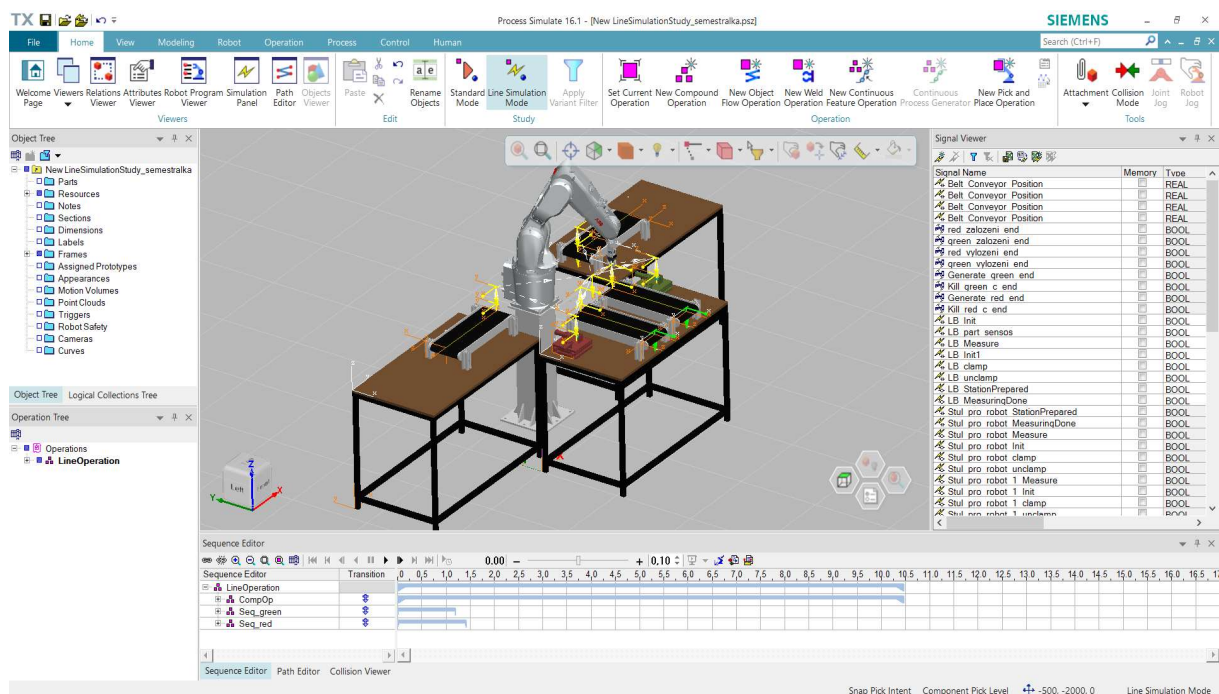 TX
Process Simulate 16.1 - [New LineSimulationStudy_semestralka.psz]
SIEMENS
File Home View Modeling Robot Operation Process Control Human
Search (Ctrl+F)
Welcome Page
Viewers
Relations Viewer
Attributes Viewer
Robot Program Viewer
Simulation Panel
Path Editor
Objects Viewer
Paste
Rename Objects
Standard Mode
Line Simulation Mode
Apply Variant Filter
Set Current Operation
New Compound Operation
New Object Flow Operation
New Weld Operation
New Continuous Feature Operation
Continuous Process Generator
New Pick and Place Operation
Attachment
Collision Mode
Joint Jog
Robot Jog
Viewers Edit Study Operation Tools
Object Tree
New LineSimulationStudy_semestralka
Parts
Resources
Notes
Sections
Dimensions
Labels
Frames
Assigned Prototypes
Appearances
Motion Volumes
Point Clouds
Triggers
Robot Safety
Cameras
Curves
Object Tree Logical Collections Tree
Operation Tree
Operations
LineOperation
Left
Z
Y
X
Signal Viewer
Signal Name Memory Type
Belt Conveyor Position REAL
Belt Conveyor Position REAL
Belt Conveyor Position REAL
Belt Conveyor Position REAL
red zalozeni end BOOL
green zalozeni end BOOL
red vylozeni end BOOL
green vylozeni end BOOL
Generate green end BOOL
Kill green c end BOOL
Generate red end BOOL
Kill red c end BOOL
LB Init BOOL
LB part sensos BOOL
LB Measure BOOL
LB Init1 BOOL
LB clamp BOOL
LB unclamp BOOL
LB StationPrepared BOOL
LB MeasuringDone BOOL
Stul pro robot StationPrepared BOOL
Stul pro robot MeasuringDone BOOL
Stul pro robot Measure BOOL
Stul pro robot Init BOOL
Stul pro robot clamp BOOL
Stul pro robot unclamp BOOL
Stul pro robot 1 Measure BOOL
Stul pro robot 1 Init BOOL
Stul pro robot 1 clamp BOOL
Stul pro robot 1 unclamp BOOL
Sequence Editor
0.00 0,10
Sequence Editor Transition ,0 0,5 1,0 1,5 2,0 2,5 3,0 3,5 4,0 4,5 5,0 5,5 6,0 6,5 7,0 7,5 8,0 8,5 9,0 9,5 10,0 10,5 11,0 11,5 12,0 12,5 13,0 13,5 14,0 14,5 15,0 15,5 16,0 16,5
LineOperation
CompOp
Seq_green
Seq_red
Sequence Editor Path Editor Collision Viewer
Snap Pick Intent Component Pick Level -500, -2000, 0 Line Simulation Mode